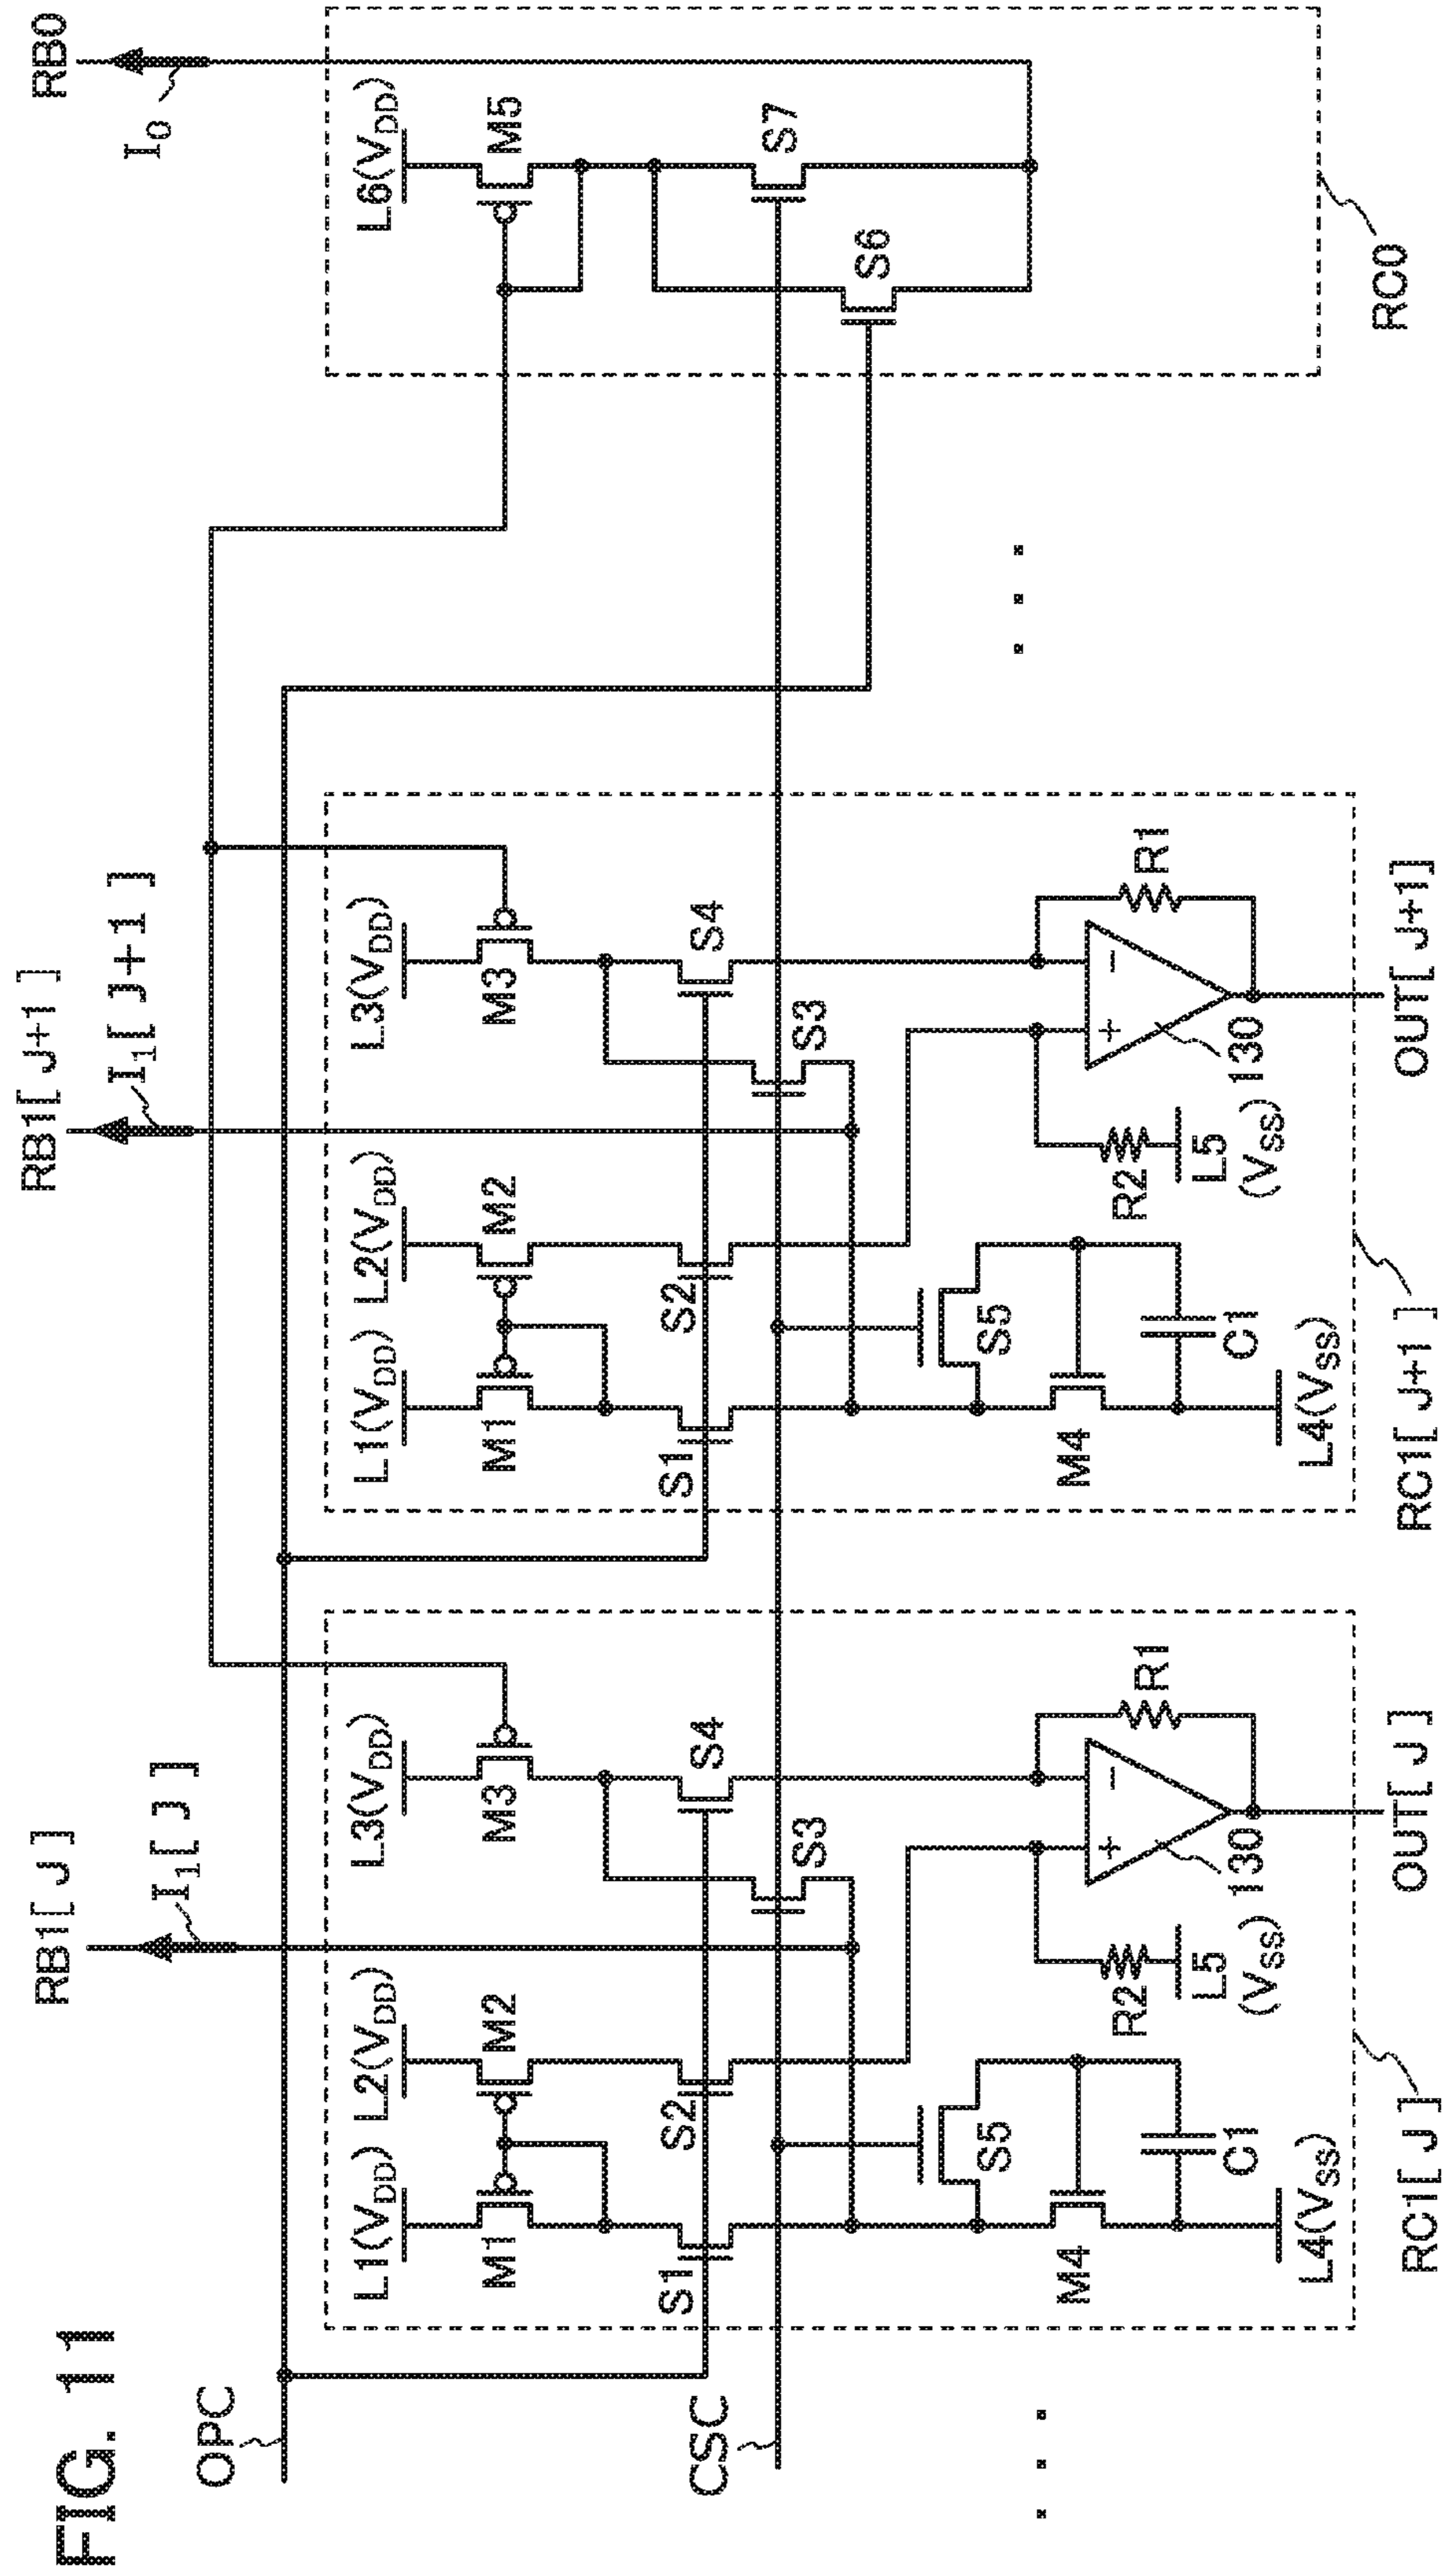 FIG. 11
RB1[ J ]
I1[ J ]
RB1[ J+1 ]
I1[ J+1 ]
RB0
I0
OPC
CSC
L1(VDD)
L2(VDD)
L3(VDD)
M1
M2
M3
S1
S2
S4
S3
S5
M4
C1
L4(VSS)
R2
L5
(VSS)
+
−
130
R1
OUT[ J ]
RC1[ J ]
L1(VDD)
L2(VDD)
L3(VDD)
M1
M2
M3
S1
S2
S4
S3
S5
M4
C1
L4(VSS)
R2
L5
(VSS)
+
−
130
R1
OUT[ J+1]
RC1[ J+1 ]
L6(VDD)
M5
S7
S6
RC0